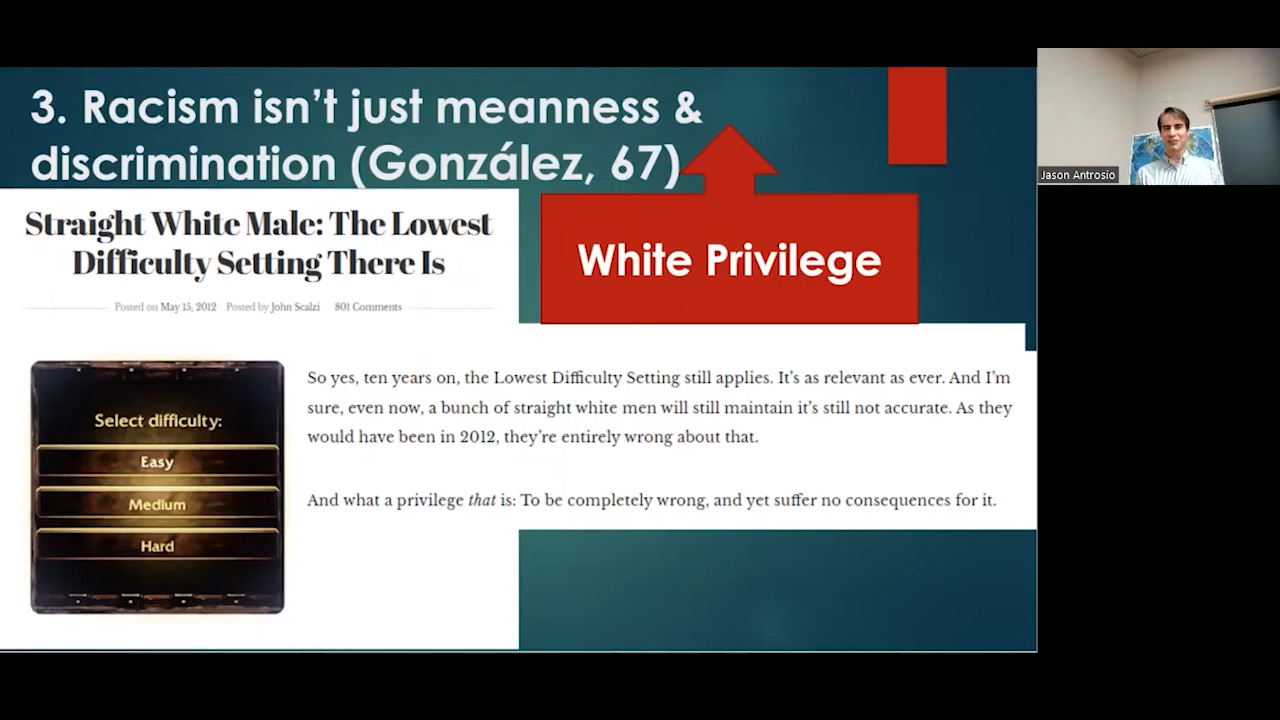 3. Racism isn't just meanness &
discrimination (González, 67)
White Privilege
Straight White Male: The Lowest
Difficulty Setting There Is
Posted on May 15, 2012 Posted by John Scalzi 801 Comments
Select difficulty:
Easy
Medium
Hard
So yes, ten years on, the Lowest Difficulty Setting still applies. It's as relevant as ever. And I'm
sure, even now, a bunch of straight white men will still maintain it's still not accurate. As they
would have been in 2012, they're entirely wrong about that.
And what a privilege that is: To be completely wrong, and yet suffer no consequences for it.
Jason Antrosio